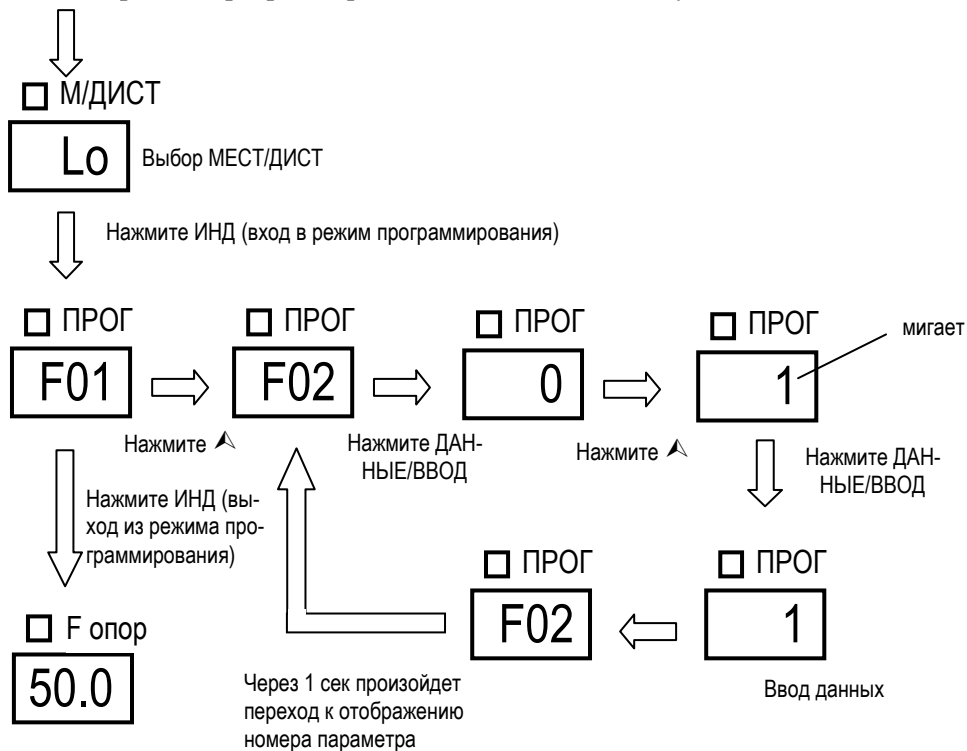 М/ДИСТ
Lo
Выбор МЕСТ/ДИСТ
Нажмите ИНД (вход в режим программирования)
ПРОГ
ПРОГ
ПРОГ
ПРОГ
мигает
F01
F02
0
1
Нажмите
Нажмите ДАН-
НЫЕ/ВВОД
Нажмите
Нажмите ДАН-
НЫЕ/ВВОД
Нажмите ИНД (вы-
ход из режима про-
граммирования)
ПРОГ
ПРОГ
F02
1
F опор
50.0
Через 1 сек произойдет
переход к отображению
номера параметра
Ввод данных